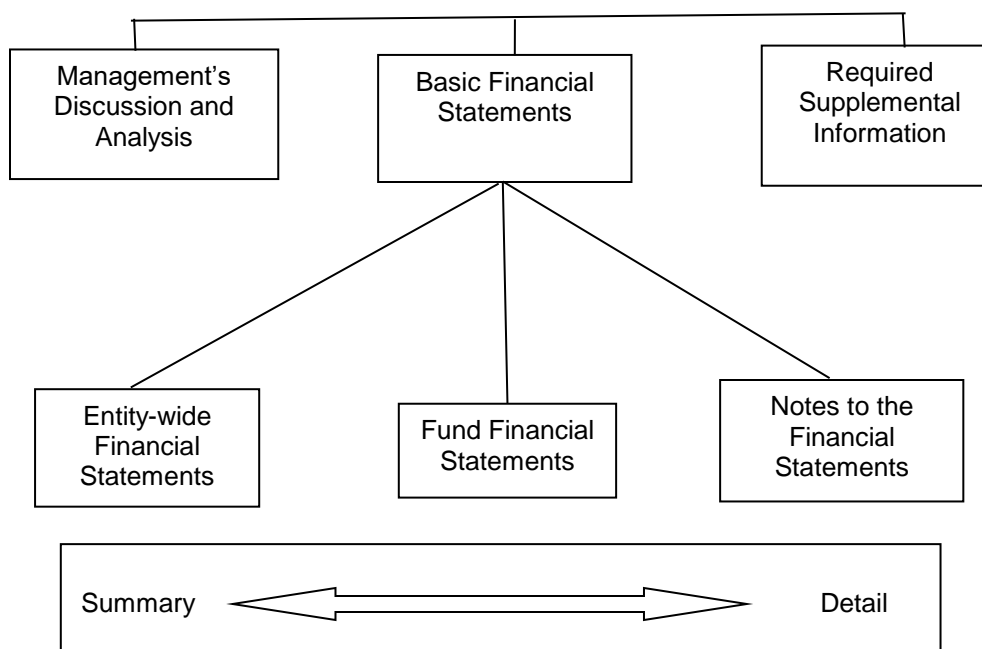 Management’s
Discussion and
Analysis
Basic Financial
Statements
Required
Supplemental
Information
Entity-wide
Financial
Statements
Fund Financial
Statements
Notes to the
Financial
Statements
Summary
Detail